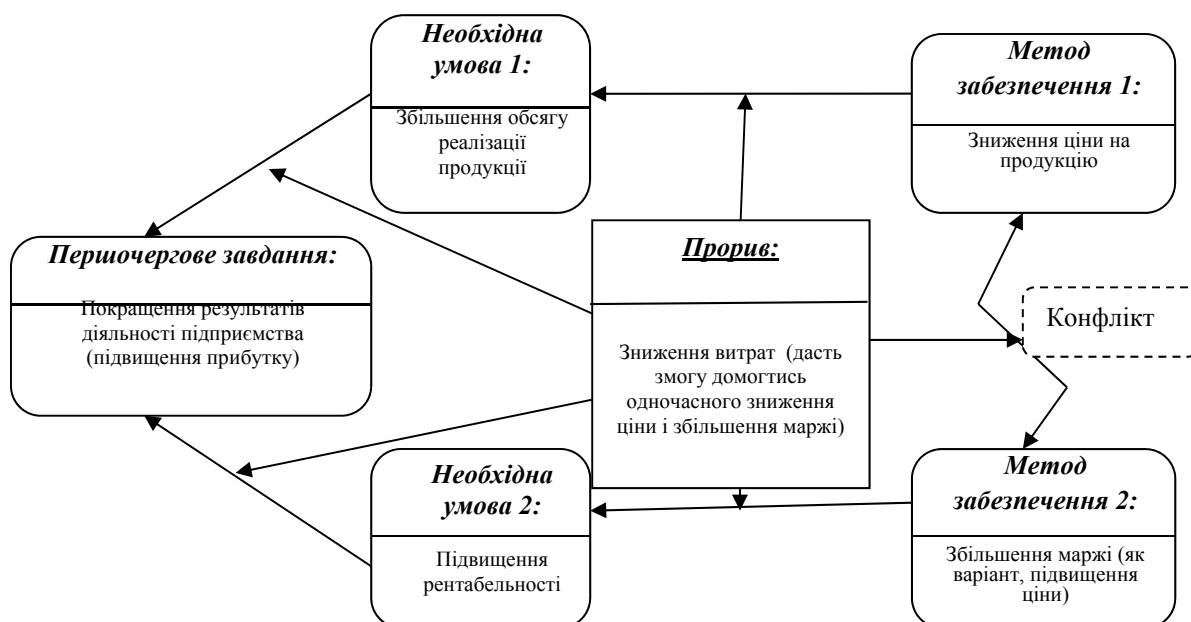 Необхідна
умова 1:
Збільшення обсягу
реалізації
продукції
Метод
забезпечення 1:
Зниження ціни на
продукцію
Першочергове завдання:
Покращення результатів
діяльності підприємства
(підвищення прибутку)
Прорив:
Зниження витрат (дасть
змогу домогтись
одночасного зниження
ціни і збільшення маржі)
Конфлікт
Необхідна
умова 2:
Підвищення
рентабельності
Метод
забезпечення 2:
Збільшення маржі (як
варіант, підвищення
ціни)